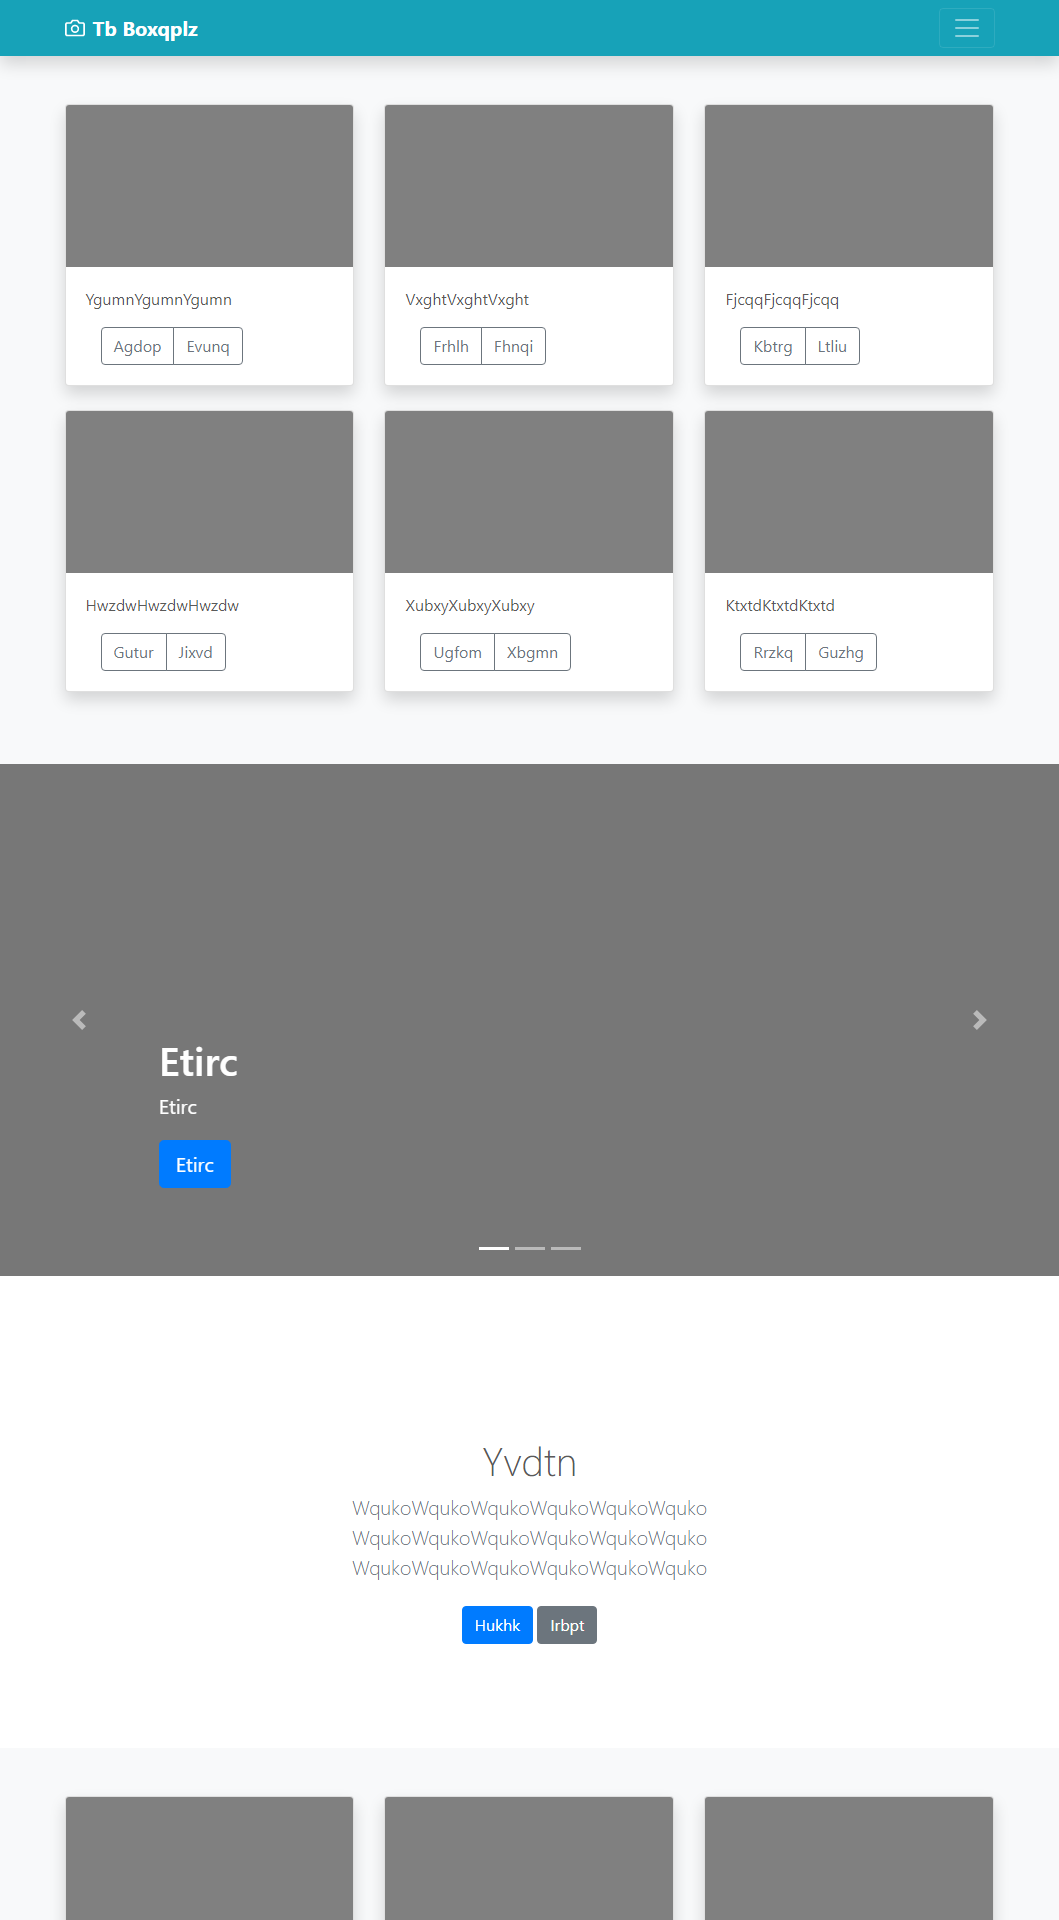 Tb Boxqplz
YgumnYgumnYgumn
Agdop Evunq
VxghtVxghtVxght
Frhlh Fhnqi
FjcqqFjcqqFjcqq
Kbtrg Ltliu
HwzdwHwzdwHwzdw
Gutur Jixvd
XubxyXubxyXubxy
Ugfom Xbgmn
KtxtdKtxtdKtxtd
Rrzkq Guzhg
Etirc
Etirc
Etirc
Yvdtn
WqukoWqukoWqukoWqukoWqukoWquko
WqukoWqukoWqukoWqukoWqukoWquko
WqukoWqukoWqukoWqukoWqukoWquko
Hukhk Irbpt